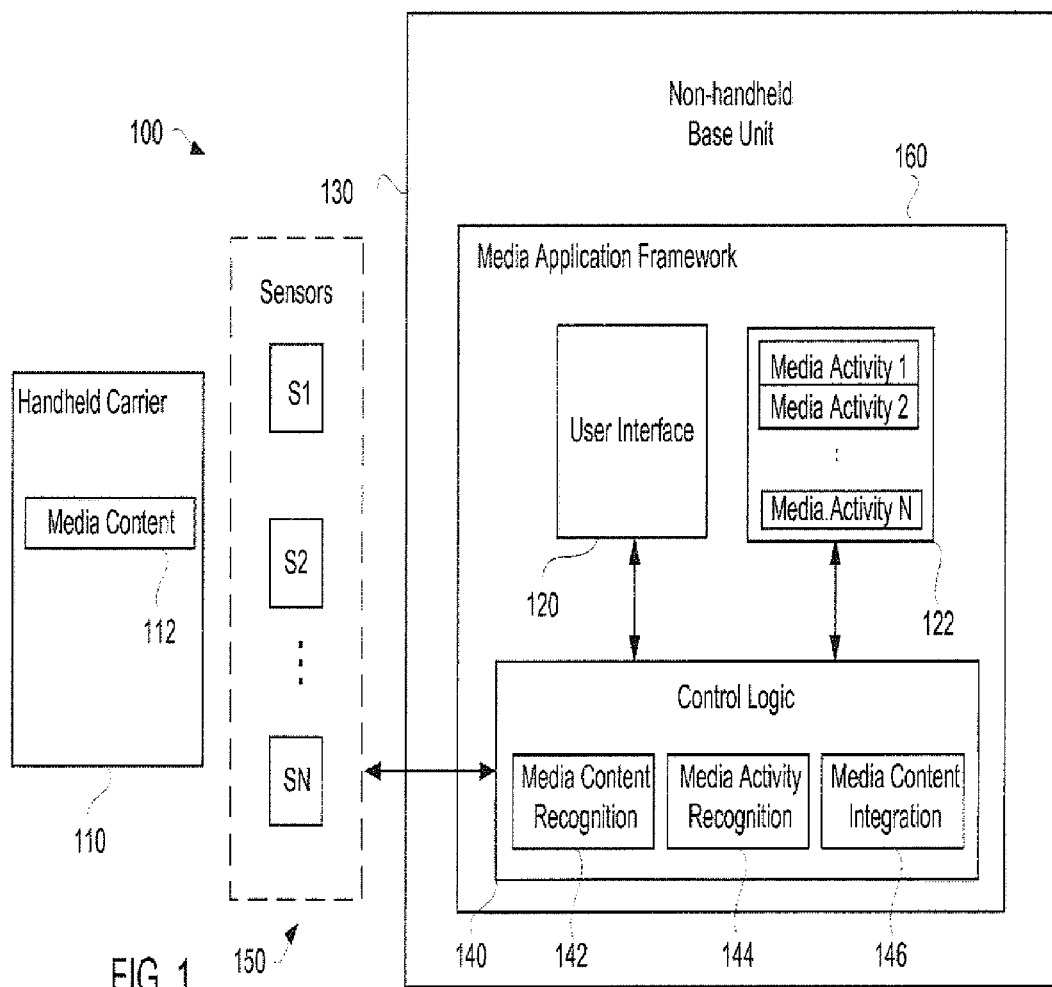 Non-handheld
Base Unit
100
130
160
Media Application Framework
Sensors
Handheld Carrier
S1
User Interface
Media Activity 1
Media Activity 2
⋮
Media Activity N
Media Content
S2
⋮
112
120
122
Control Logic
SN
Media Content
Recognition
Media Activity
Recognition
Media Content
Integration
110
150
140
142
144
146
FIG. 1